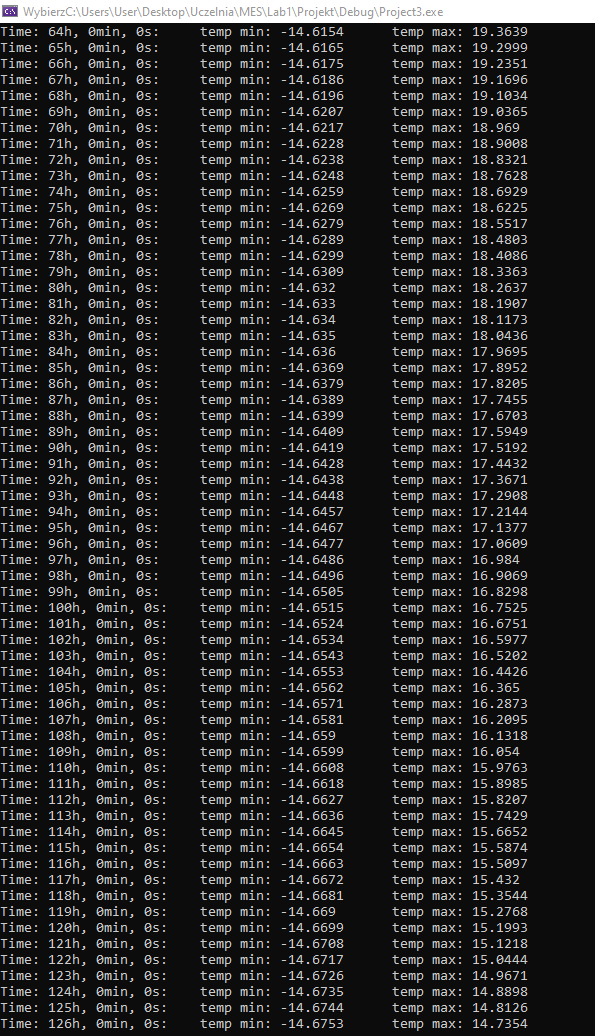 WybierzC:\Users\User\Desktop\Uczelnia\MES\Lab1\Projekt\Debug\Project3.exe
Time: 64h, 0min, 0s: temp min: -14.6154 temp max: 19.3639
Time: 65h, 0min, 0s: temp min: -14.6165 temp max: 19.2999
Time: 66h, 0min, 0s: temp min: -14.6175 temp max: 19.2351
Time: 67h, 0min, 0s: temp min: -14.6186 temp max: 19.1696
Time: 68h, 0min, 0s: temp min: -14.6196 temp max: 19.1034
Time: 69h, 0min, 0s: temp min: -14.6207 temp max: 19.0365
Time: 70h, 0min, 0s: temp min: -14.6217 temp max: 18.969
Time: 71h, 0min, 0s: temp min: -14.6228 temp max: 18.9008
Time: 72h, 0min, 0s: temp min: -14.6238 temp max: 18.8321
Time: 73h, 0min, 0s: temp min: -14.6248 temp max: 18.7628
Time: 74h, 0min, 0s: temp min: -14.6259 temp max: 18.6929
Time: 75h, 0min, 0s: temp min: -14.6269 temp max: 18.6225
Time: 76h, 0min, 0s: temp min: -14.6279 temp max: 18.5517
Time: 77h, 0min, 0s: temp min: -14.6289 temp max: 18.4803
Time: 78h, 0min, 0s: temp min: -14.6299 temp max: 18.4086
Time: 79h, 0min, 0s: temp min: -14.6309 temp max: 18.3363
Time: 80h, 0min, 0s: temp min: -14.632 temp max: 18.2637
Time: 81h, 0min, 0s: temp min: -14.633 temp max: 18.1907
Time: 82h, 0min, 0s: temp min: -14.634 temp max: 18.1173
Time: 83h, 0min, 0s: temp min: -14.635 temp max: 18.0436
Time: 84h, 0min, 0s: temp min: -14.636 temp max: 17.9695
Time: 85h, 0min, 0s: temp min: -14.6369 temp max: 17.8952
Time: 86h, 0min, 0s: temp min: -14.6379 temp max: 17.8205
Time: 87h, 0min, 0s: temp min: -14.6389 temp max: 17.7455
Time: 88h, 0min, 0s: temp min: -14.6399 temp max: 17.6703
Time: 89h, 0min, 0s: temp min: -14.6409 temp max: 17.5949
Time: 90h, 0min, 0s: temp min: -14.6419 temp max: 17.5192
Time: 91h, 0min, 0s: temp min: -14.6428 temp max: 17.4432
Time: 92h, 0min, 0s: temp min: -14.6438 temp max: 17.3671
Time: 93h, 0min, 0s: temp min: -14.6448 temp max: 17.2908
Time: 94h, 0min, 0s: temp min: -14.6457 temp max: 17.2144
Time: 95h, 0min, 0s: temp min: -14.6467 temp max: 17.1377
Time: 96h, 0min, 0s: temp min: -14.6477 temp max: 17.0609
Time: 97h, 0min, 0s: temp min: -14.6486 temp max: 16.984
Time: 98h, 0min, 0s: temp min: -14.6496 temp max: 16.9069
Time: 99h, 0min, 0s: temp min: -14.6505 temp max: 16.8298
Time: 100h, 0min, 0s: temp min: -14.6515 temp max: 16.7525
Time: 101h, 0min, 0s: temp min: -14.6524 temp max: 16.6751
Time: 102h, 0min, 0s: temp min: -14.6534 temp max: 16.5977
Time: 103h, 0min, 0s: temp min: -14.6543 temp max: 16.5202
Time: 104h, 0min, 0s: temp min: -14.6553 temp max: 16.4426
Time: 105h, 0min, 0s: temp min: -14.6562 temp max: 16.365
Time: 106h, 0min, 0s: temp min: -14.6571 temp max: 16.2873
Time: 107h, 0min, 0s: temp min: -14.6581 temp max: 16.2095
Time: 108h, 0min, 0s: temp min: -14.659 temp max: 16.1318
Time: 109h, 0min, 0s: temp min: -14.6599 temp max: 16.054
Time: 110h, 0min, 0s: temp min: -14.6608 temp max: 15.9763
Time: 111h, 0min, 0s: temp min: -14.6618 temp max: 15.8985
Time: 112h, 0min, 0s: temp min: -14.6627 temp max: 15.8207
Time: 113h, 0min, 0s: temp min: -14.6636 temp max: 15.7429
Time: 114h, 0min, 0s: temp min: -14.6645 temp max: 15.6652
Time: 115h, 0min, 0s: temp min: -14.6654 temp max: 15.5874
Time: 116h, 0min, 0s: temp min: -14.6663 temp max: 15.5097
Time: 117h, 0min, 0s: temp min: -14.6672 temp max: 15.432
Time: 118h, 0min, 0s: temp min: -14.6681 temp max: 15.3544
Time: 119h, 0min, 0s: temp min: -14.669 temp max: 15.2768
Time: 120h, 0min, 0s: temp min: -14.6699 temp max: 15.1993
Time: 121h, 0min, 0s: temp min: -14.6708 temp max: 15.1218
Time: 122h, 0min, 0s: temp min: -14.6717 temp max: 15.0444
Time: 123h, 0min, 0s: temp min: -14.6726 temp max: 14.9671
Time: 124h, 0min, 0s: temp min: -14.6735 temp max: 14.8898
Time: 125h, 0min, 0s: temp min: -14.6744 temp max: 14.8126
Time: 126h, 0min, 0s: temp min: -14.6753 temp max: 14.7354